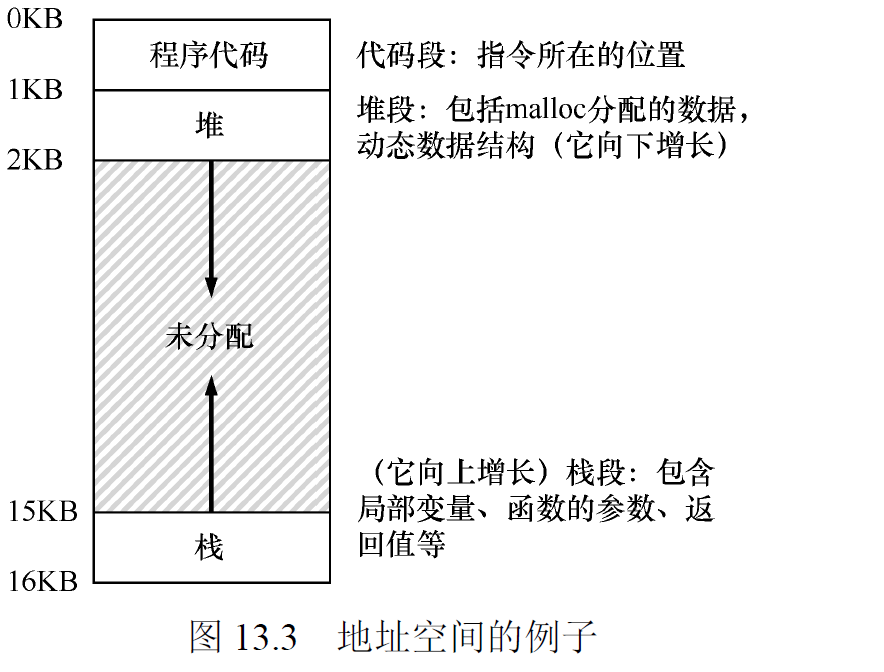 0KB
程序代码
代码段：指令所在的位置
1KB
堆
堆段：包括malloc分配的数据，
动态数据结构（它向下增长）
2KB
未分配
（它向上增长）栈段：包含
局部变量、函数的参数、返
回值等
15KB
栈
16KB
图 13.3 地址空间的例子